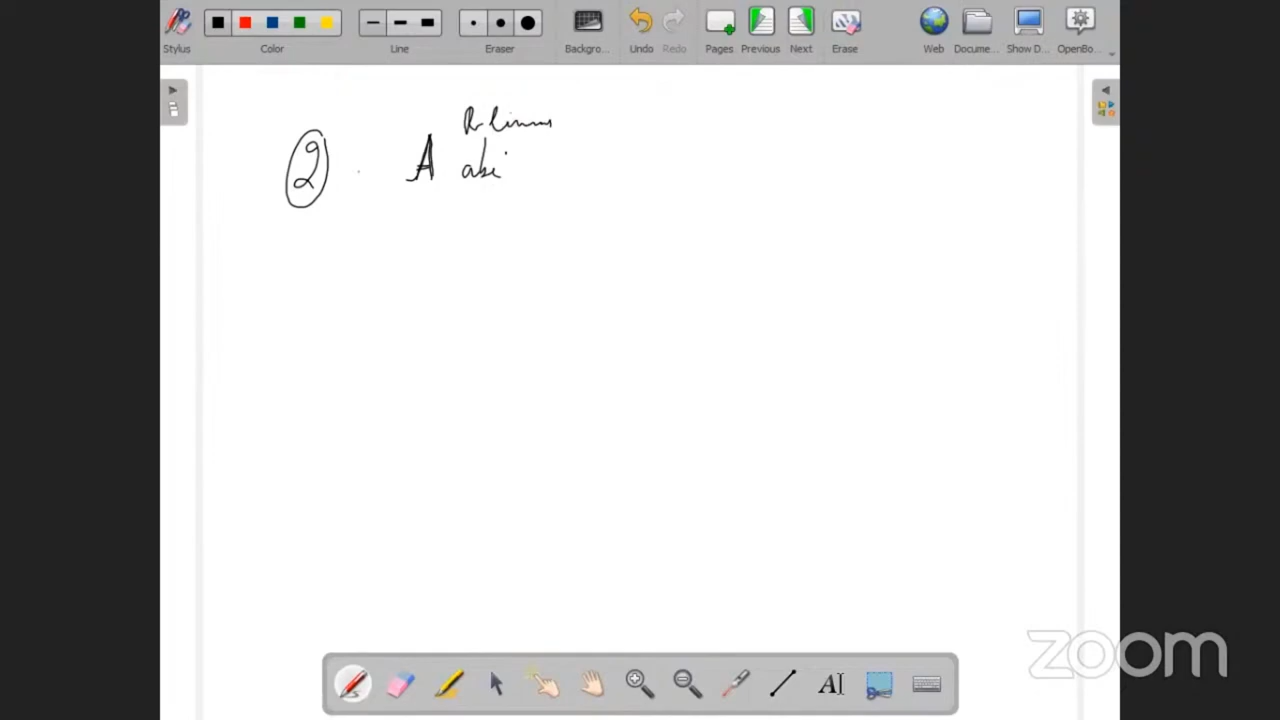 Stylus
Color
Line
Eraser
Backgro...
Undo
Redo
Pages
Previous
Next
Erase
Web
Docume...
Show D...
OpenBo...
2
A
zoom